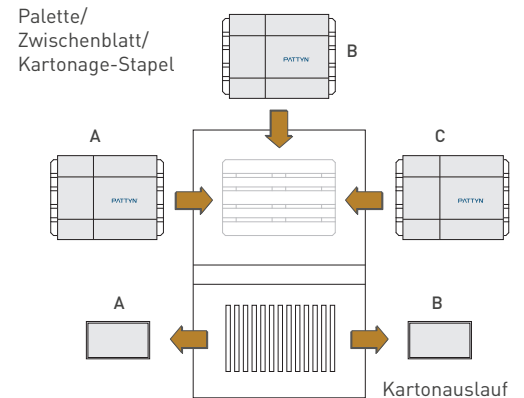 Palette/
Zwischenblatt/
Kartonage-Stapel
B
PATTYN
A
C
PATTYN
PATTYN
A
B
Kartonauslauf